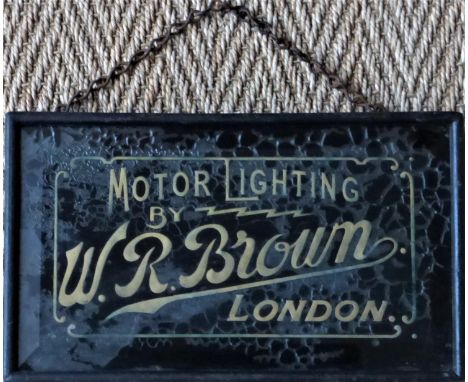 MOTOR LIGHTING
BY
W. R. Brown.
LONDON.